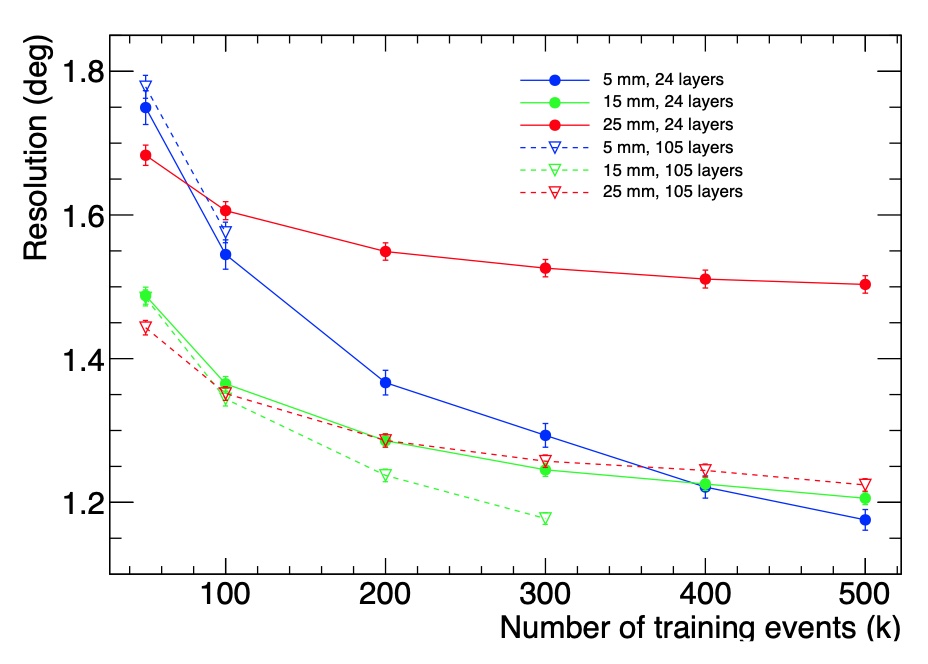 Resolution (deg)
1.8
1.6
1.4
1.2
5 mm, 24 layers
15 mm, 24 layers
25 mm, 24 layers
5 mm, 105 layers
15 mm, 105 layers
25 mm, 105 layers
100 200 300 400 500
Number of training events (k)